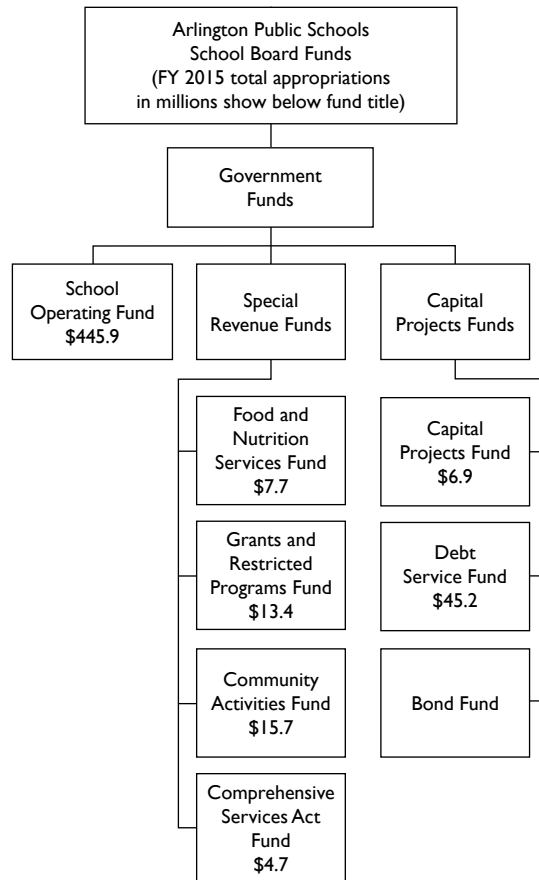 Arlington Public Schools
School Board Funds
(FY 2015 total appropriations
in millions show below fund title)
Government
Funds
School
Operating Fund
$445.9
Special
Revenue Funds
Capital
Projects Funds
Food and
Nutrition
Services Fund
$7.7
Grants and
Restricted
Programs Fund
$13.4
Community
Activities Fund
$15.7
Comprehensive
Services Act
Fund
$4.7
Capital
Projects Fund
$6.9
Debt
Service Fund
$45.2
Bond Fund